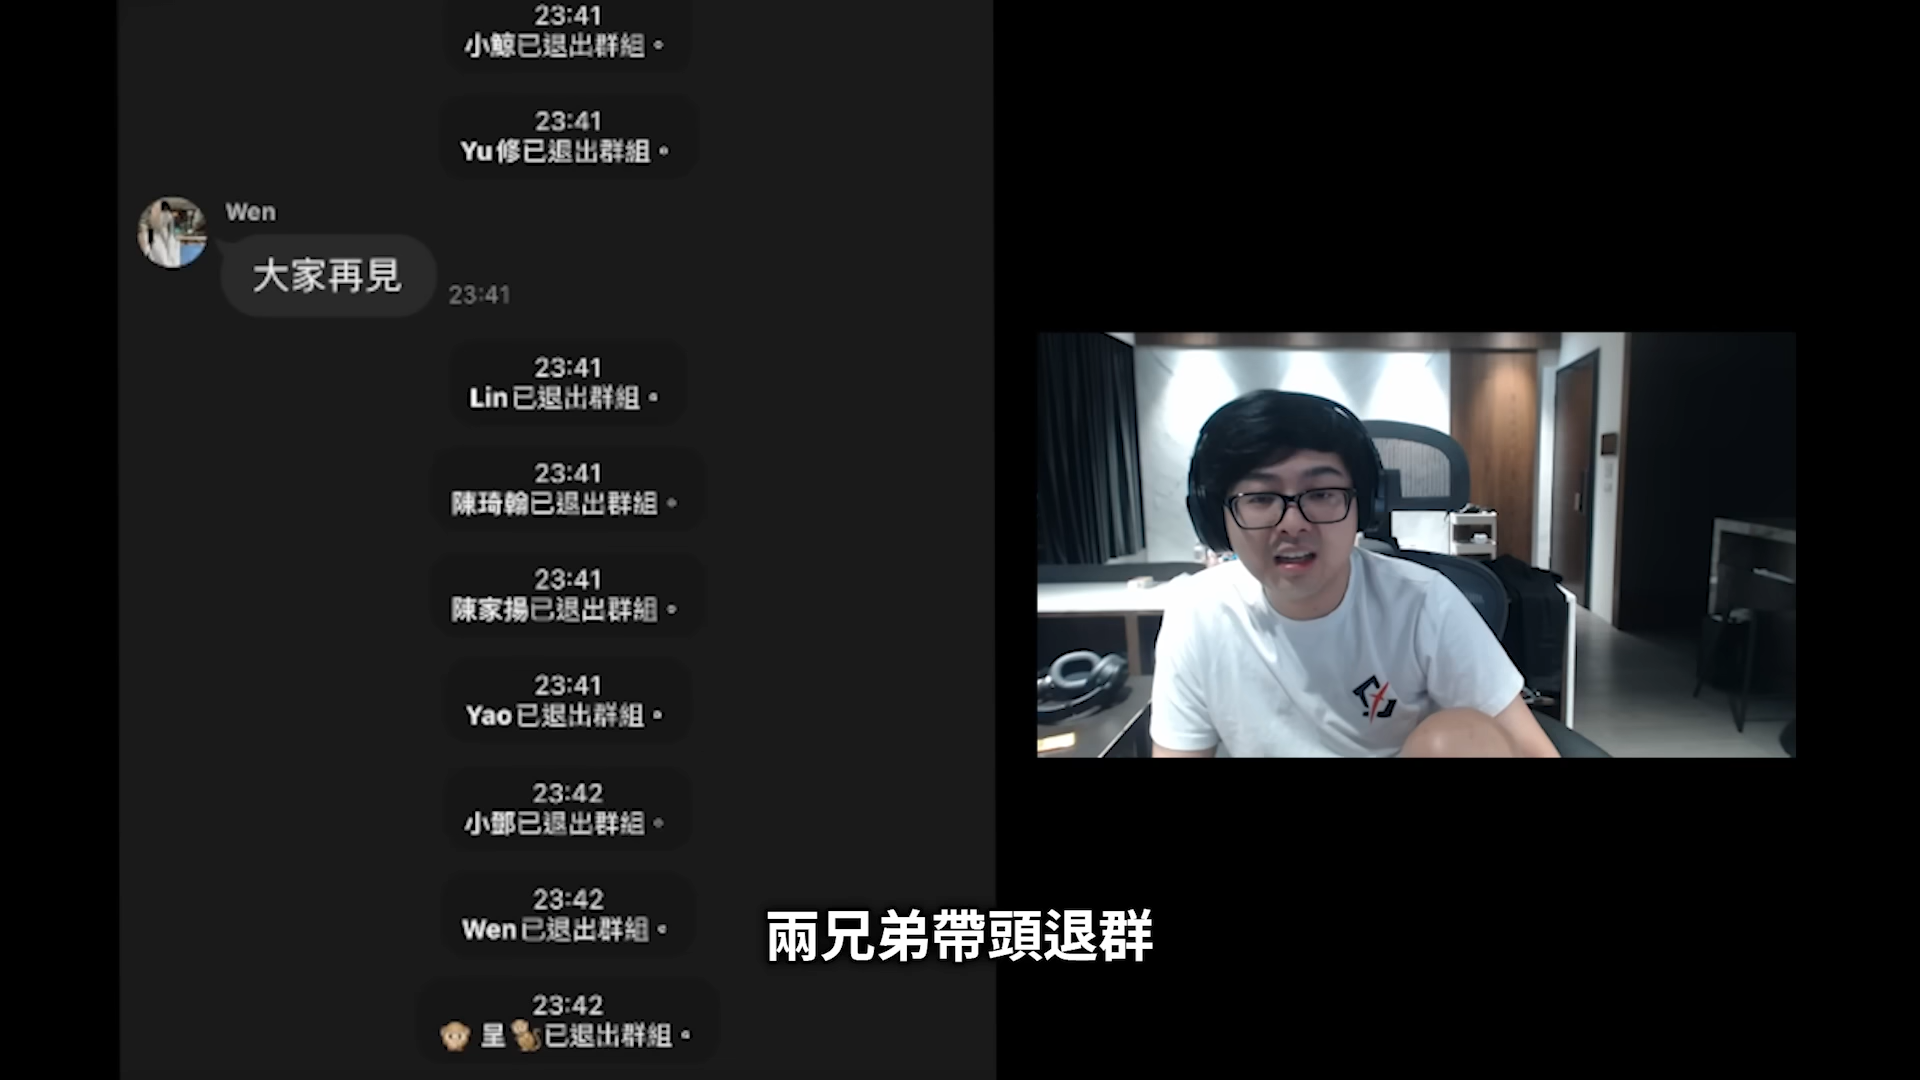 23:41
小鯨已退出群組。
23:41
Yu修已退出群組。
Wen
大家再見
23:41
23:41
Lin已退出群組。
23:41
陳琦翰已退出群組。
23:41
陳家揚已退出群組。
23:41
Yao已退出群組。
23:42
小鄧已退出群組。
23:42
Wen已退出群組。
兩兄弟帶頭退群
23:42
🐵 呈🐒已退出群組。